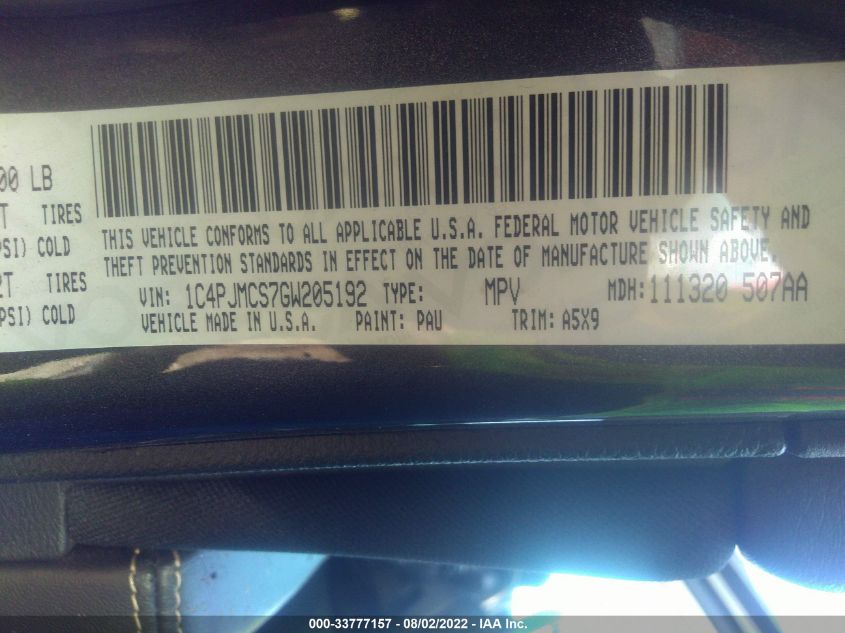 00 LB
T TIRES
PSI) COLD
2T TIRES
PSI) COLD
THIS VEHICLE CONFORMS TO ALL APPLICABLE U.S.A. FEDERAL MOTOR VEHICLE SAFETY AND
THEFT PREVENTION STANDARDS IN EFFECT ON THE DATE OF MANUFACTURE SHOWN ABOVE.
VIN: 1C4PJMCS7GW205192 TYPE: MPV MDH: 111320 507AA
VEHICLE MADE IN U.S.A. PAINT: PAU TRIM: A5X9
000-33777157 - 08/02/2022 - IAA Inc.